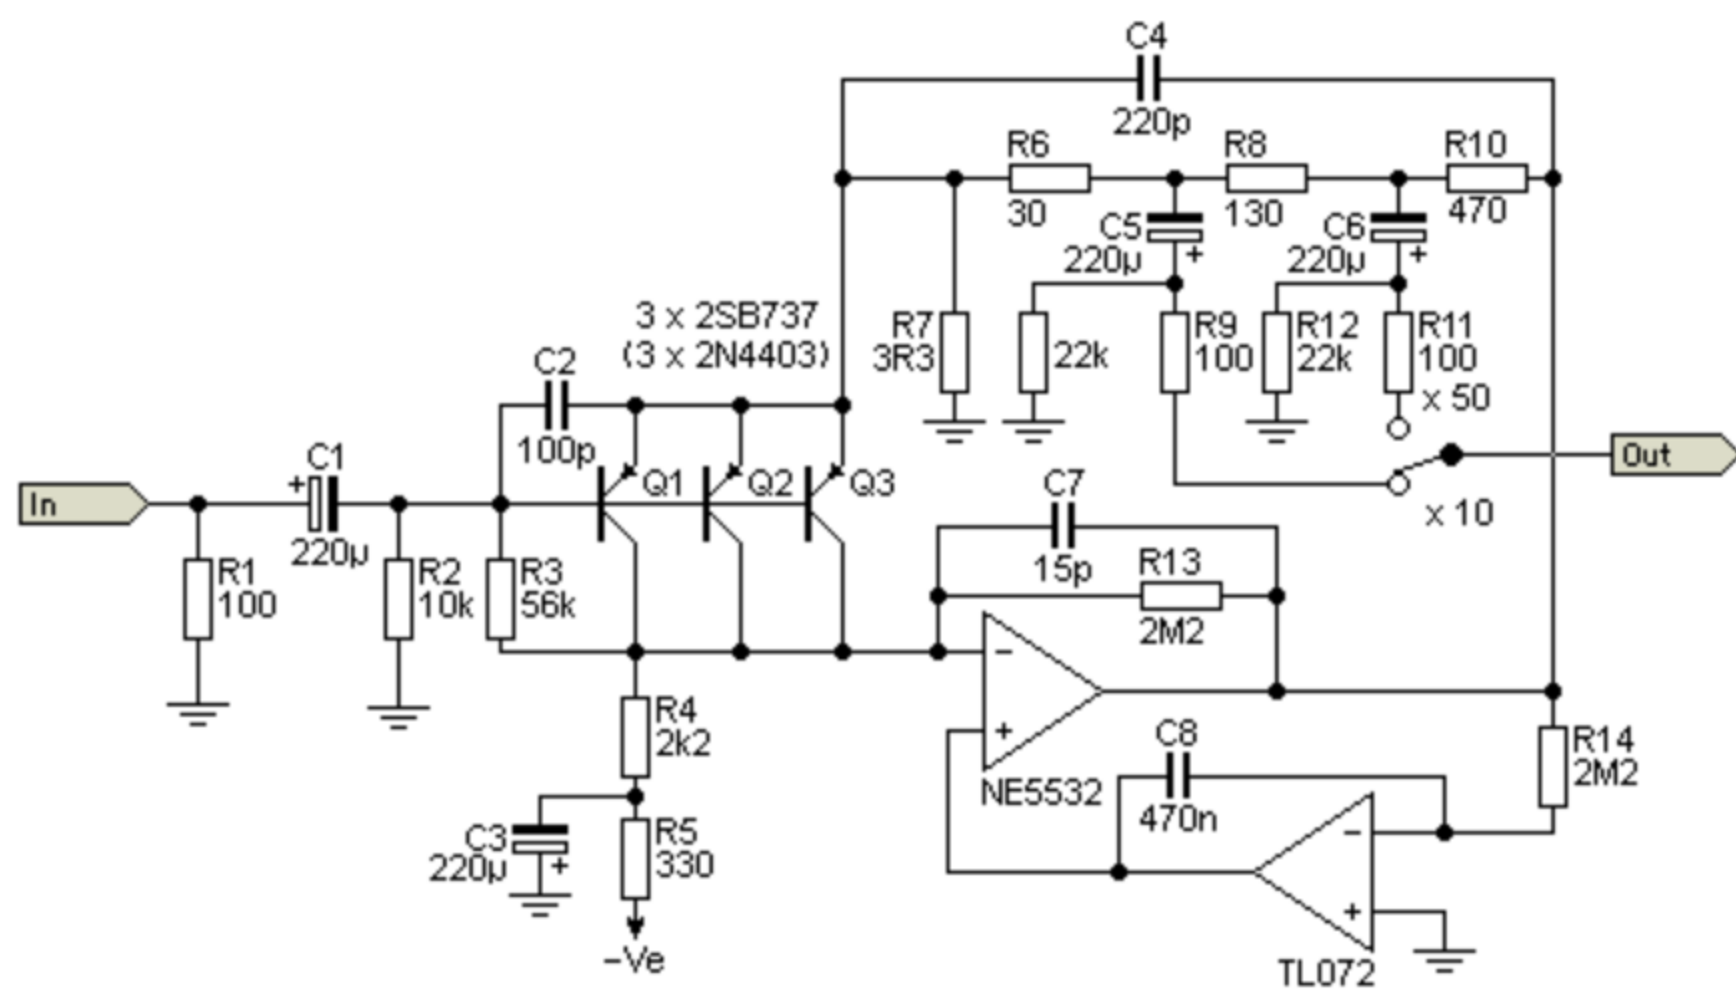 C4
220p
R6
30
R8
130
R10
470
C5
220µ
+
C6
220µ
+
3 x 2SB737
(3 x 2N4403)
R7
3R3
22k
R9
100
R12
22k
R11
100
x 50
C2
100p
Out
C1
+
220µ
In
Q1
Q2
Q3
x 10
C7
15p
R13
2M2
R1
100
R2
10k
R3
56k
−
+
NE5532
R4
2k2
C8
470n
R14
2M2
C3
220µ
+
R5
330
−Ve
−
+
TL072